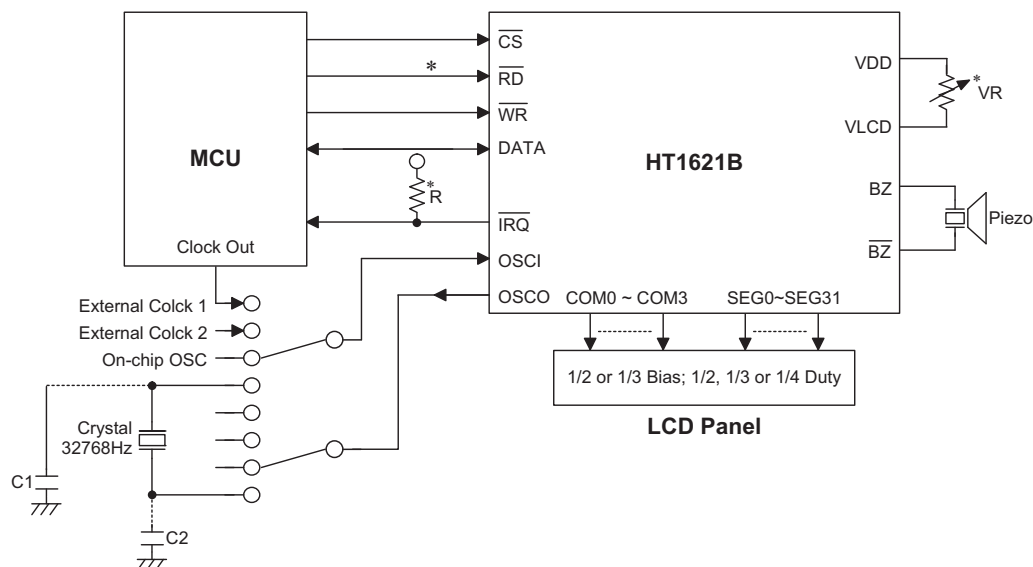 MCU
Clock Out
*
CS
RD
WR
DATA
IRQ
OSCI
OSCO
*
R
HT1621B
VDD
VLCD
BZ
BZ
*
VR
Piezo
COM0 ~ COM3
SEG0~SEG31
1/2 or 1/3 Bias; 1/2, 1/3 or 1/4 Duty
LCD Panel
External Colck 1
External Colck 2
On-chip OSC
Crystal
32768Hz
C1
C2